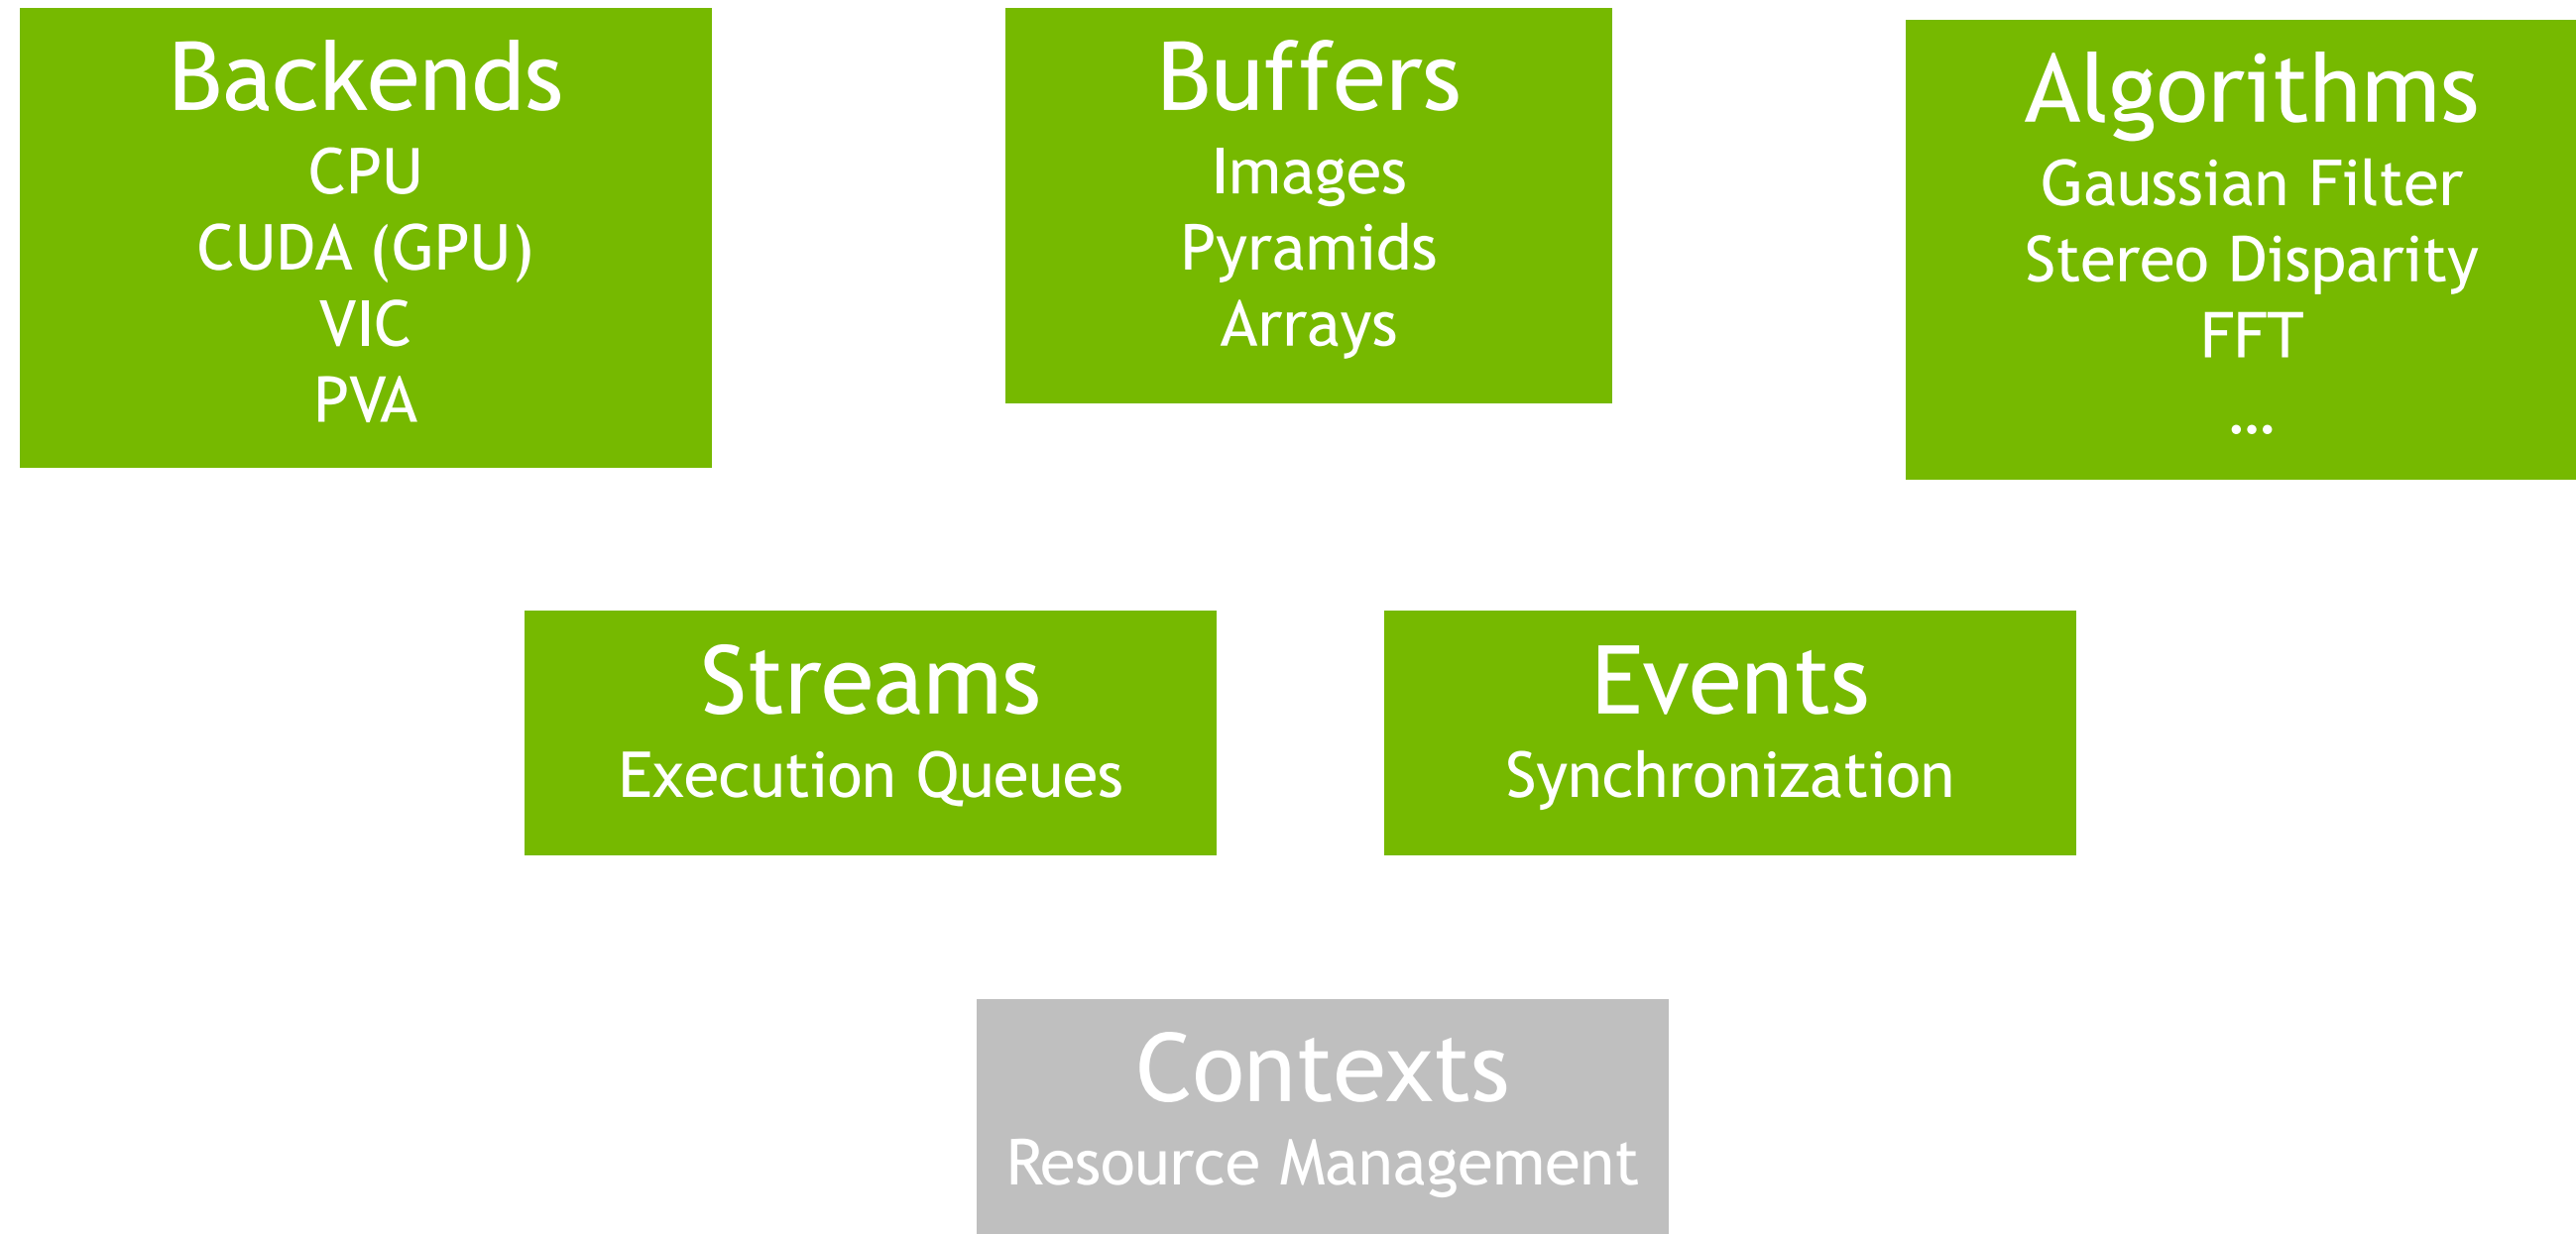 Backends
CPU
CUDA (GPU)
VIC
PVA
Buffers
Images
Pyramids
Arrays
Algorithms
Gaussian Filter
Stereo Disparity
FFT
...
Streams
Execution Queues
Events
Synchronization
Contexts
Resource Management